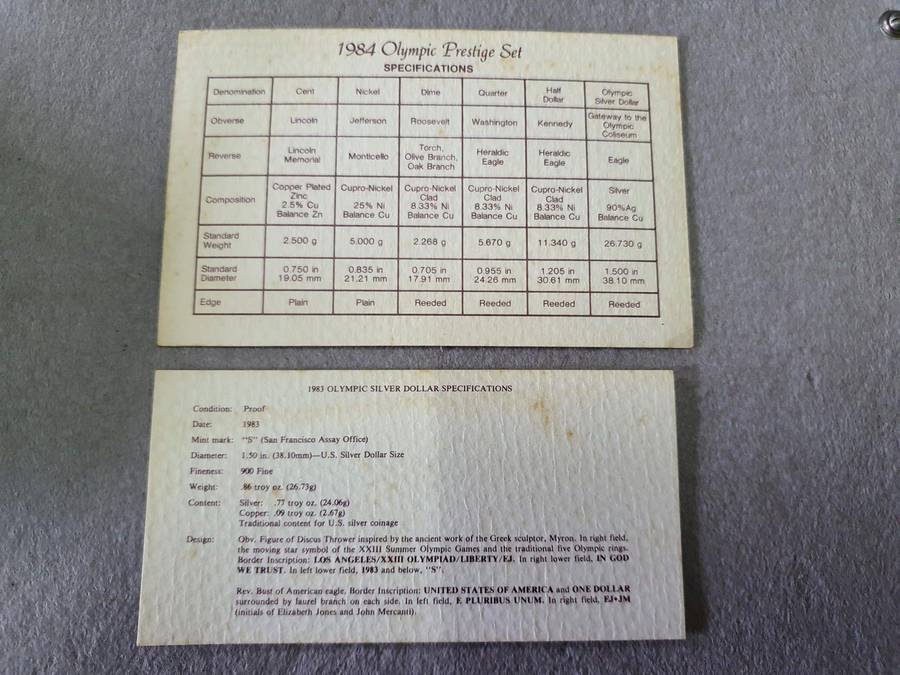 1984 Olympic Prestige Set
SPECIFICATIONS
Denomination Cent Nickel Dime Quarter Half Dollar Olympic Silver Dollar
Obverse Lincoln Jefferson Roosevelt Washington Kennedy Gateway to the Olympic Coliseum
Reverse Lincoln Memorial Monticello Torch, Olive Branch, Oak Branch Heraldic Eagle Heraldic Eagle Eagle
Composition Copper Plated Zinc 2.5% Cu Balance Zn Cupro-Nickel 25% Ni Balance Cu Cupro-Nickel Clad 8.33% Ni Balance Cu Cupro-Nickel Clad 8.33% Ni Balance Cu Cupro-Nickel Clad 8.33% Ni Balance Cu Silver 90%Ag Balance Cu
Standard Weight 2.500 g 5.000 g 2.268 g 5.670 g 11.340 g 26.730 g
Standard Diameter 0.750 in 19.05 mm 0.835 in 21.21 mm 0.705 in 17.91 mm 0.955 in 24.26 mm 1.205 in 30.61 mm 1.500 in 38.10 mm
Edge Plain Plain Reeded Reeded Reeded Reeded
1983 OLYMPIC SILVER DOLLAR SPECIFICATIONS
Condition: Proof
Date: 1983
Mint mark: "S" (San Francisco Assay Office)
Diameter: 1.50 in. (38.10mm)—U.S. Silver Dollar Size
Fineness: 900 Fine
Weight: .86 troy oz. (26.73g)
Content: Silver: .77 troy oz. (24.06g)
Copper: .09 troy oz. (2.67g)
Traditional content for U.S. silver coinage
Design: Obv. Figure of Discus Thrower inspired by the ancient work of the Greek sculptor, Myron. In right field,
the moving star symbol of the XXIII Summer Olympic Games and the traditional five Olympic rings.
Border Inscription: LOS ANGELES/XXIII OLYMPIAD/LIBERTY/EJ. In right lower field, IN GOD
WE TRUST. In left lower field, 1983 and below, "S".
Rev. Bust of American eagle. Border Inscription: UNITED STATES OF AMERICA and ONE DOLLAR
surrounded by laurel branch on each side. In left field, E PLURIBUS UNUM. In right field, EJ•JM
(initials of Elizabeth Jones and John Mercanti).